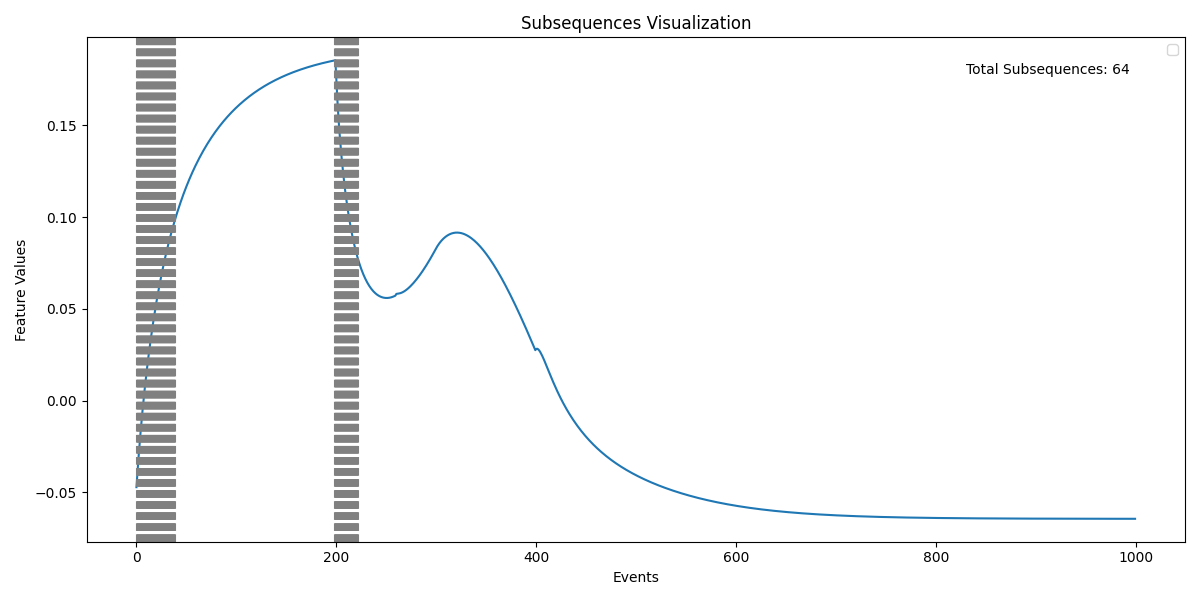 Subsequences Visualization
Total Subsequences: 64
Feature Values
0.15
0.10
0.05
0.00
−0.05
0
200
400
600
800
1000
Events